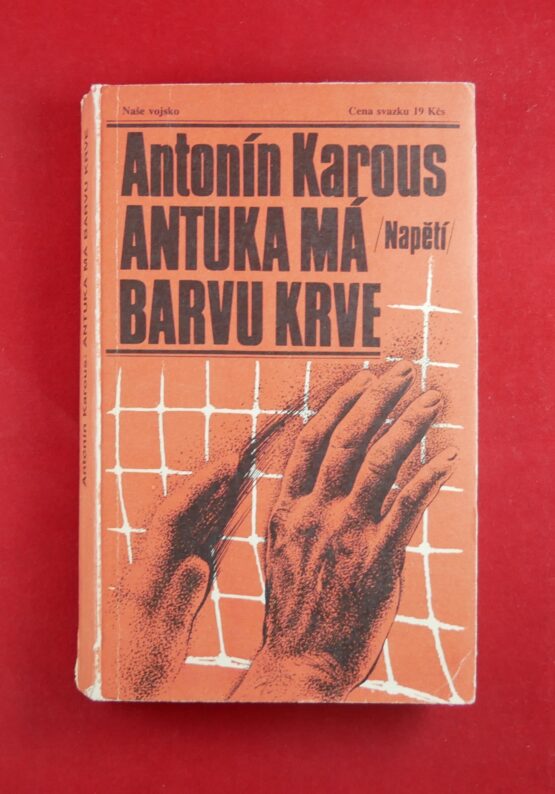 Naše vojsko
Cena svazku 19 Kčs
Antonín Karous
ANTUKA MÁ
/Napětí/
BARVU KRVE
Antonín Karous: ANTUKA MÁ BARVU KRVE